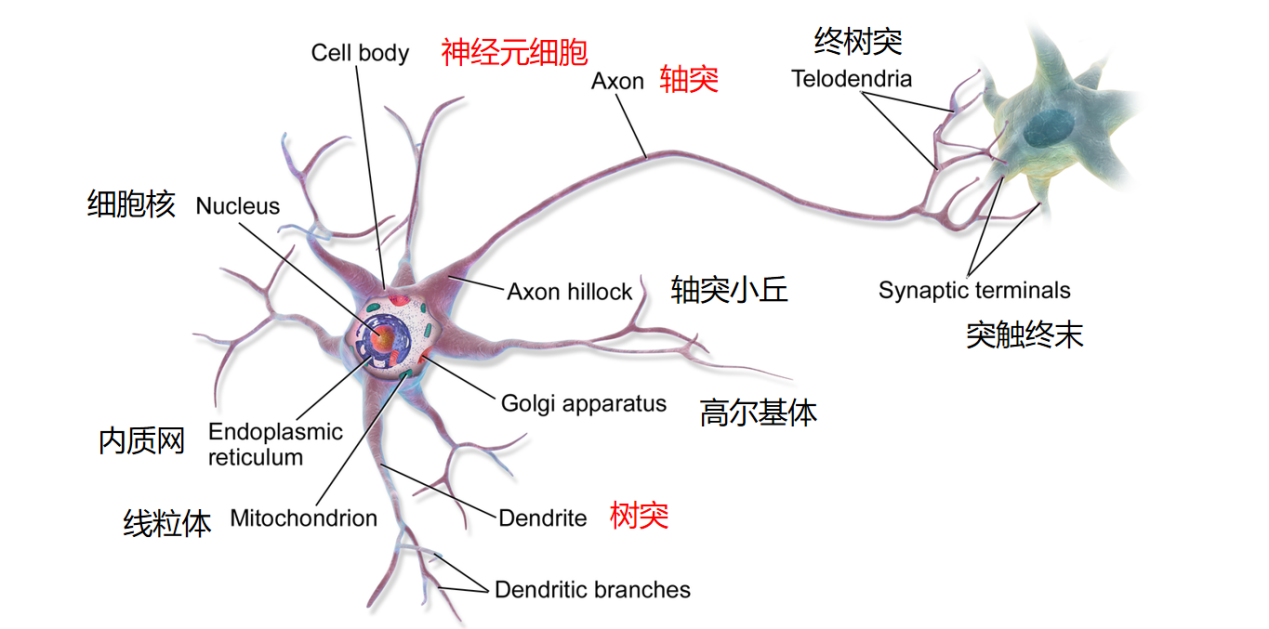 Cell body 神经元细胞
Axon 轴突
终树突
Telodendria
细胞核 Nucleus
Axon hillock 轴突小丘
Synaptic terminals
突触终末
Golgi apparatus 高尔基体
内质网 Endoplasmic
reticulum
线粒体 Mitochondrion
Dendrite 树突
Dendritic branches